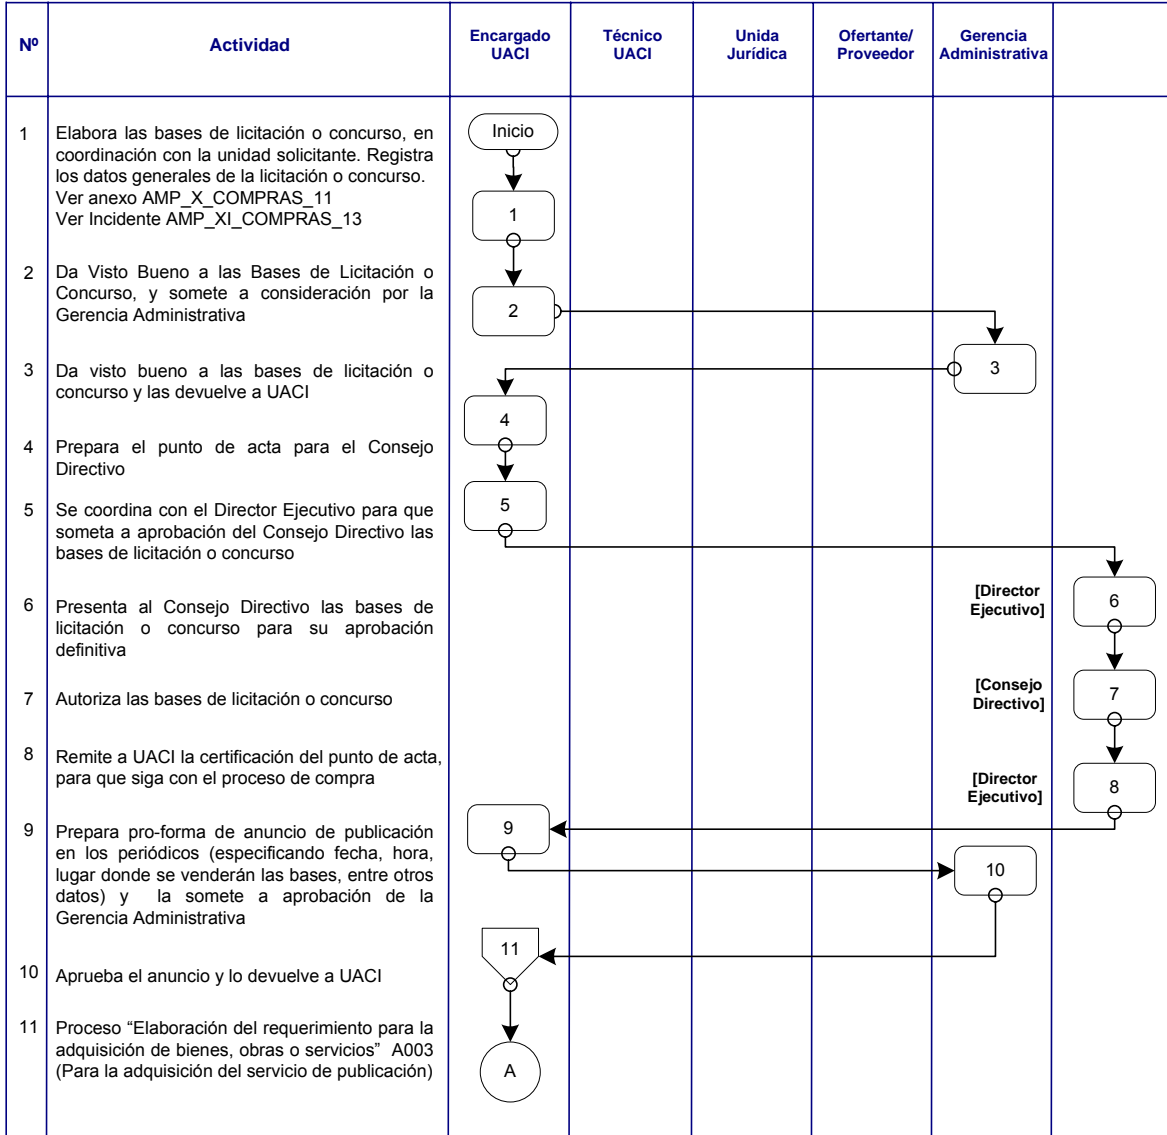 Nº
Actividad
Encargado
UACI
Técnico
UACI
Unida
Jurídica
Ofertante/
Proveedor
Gerencia
Administrativa
1
Elabora las bases de licitación o concurso, en
coordinación con la unidad solicitante. Registra
los datos generales de la licitación o concurso.
Ver anexo AMP_X_COMPRAS_11
Ver Incidente AMP_XI_COMPRAS_13
Inicio
1
2
Da Visto Bueno a las Bases de Licitación o
Concurso, y somete a consideración por la
Gerencia Administrativa
2
3
Da visto bueno a las bases de licitación o
concurso y las devuelve a UACI
3
4
4
Prepara el punto de acta para el Consejo
Directivo
5
Se coordina con el Director Ejecutivo para que
someta a aprobación del Consejo Directivo las
bases de licitación o concurso
5
6
Presenta al Consejo Directivo las bases de
licitación o concurso para su aprobación
definitiva
[Director
Ejecutivo]
6
7
Autoriza las bases de licitación o concurso
[Consejo
Directivo]
7
8
Remite a UACI la certificación del punto de acta,
para que siga con el proceso de compra
[Director
Ejecutivo]
8
9
Prepara pro-forma de anuncio de publicación
en los periódicos (especificando fecha, hora,
lugar donde se venderán las bases, entre otros
datos) y la somete a aprobación de la
Gerencia Administrativa
9
10
10
Aprueba el anuncio y lo devuelve a UACI
11
11
Proceso “Elaboración del requerimiento para la
adquisición de bienes, obras o servicios” A003
(Para la adquisición del servicio de publicación)
A